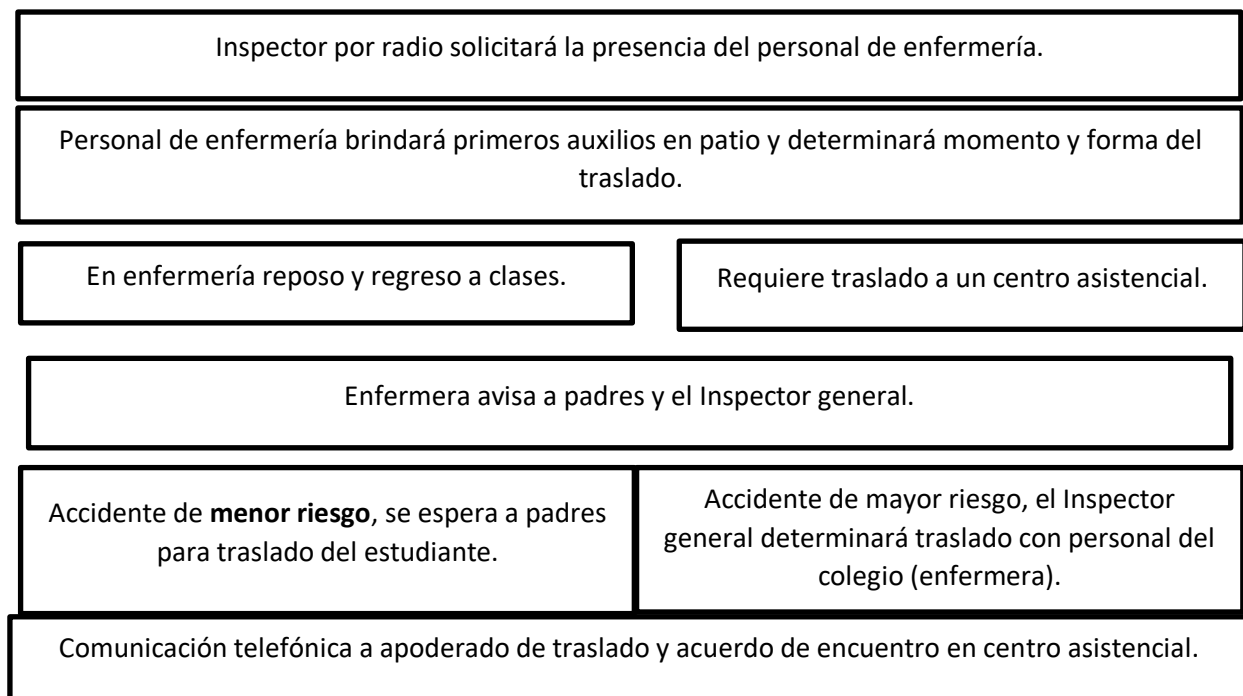 Inspector por radio solicitará la presencia del personal de enfermería.
Personal de enfermería brindará primeros auxilios en patio y determinará momento y forma del
traslado.
En enfermería reposo y regreso a clases.
Requiere traslado a un centro asistencial.
Enfermera avisa a padres y el Inspector general.
Accidente de menor riesgo, se espera a padres
para traslado del estudiante.
Accidente de mayor riesgo, el Inspector
general determinará traslado con personal del
colegio (enfermera).
Comunicación telefónica a apoderado de traslado y acuerdo de encuentro en centro asistencial.